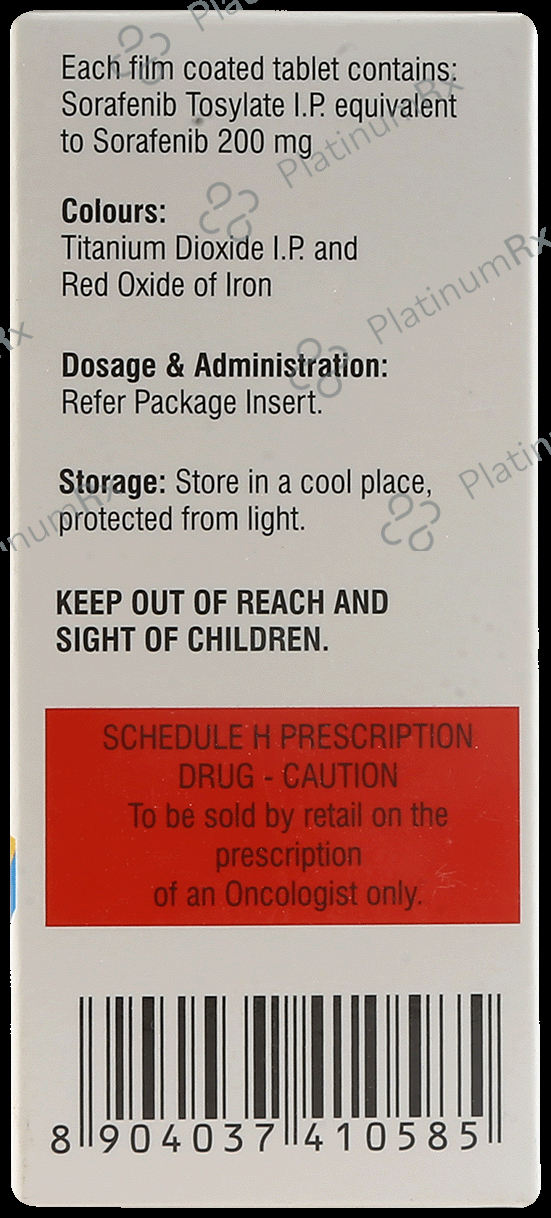 Each film coated tablet contains:
Sorafenib Tosylate I.P. equivalent
to Sorafenib 200 mg
Colours:
Titanium Dioxide I.P. and
Red Oxide of Iron
Dosage & Administration:
Refer Package Insert.
Storage: Store in a cool place,
protected from light.
KEEP OUT OF REACH AND
SIGHT OF CHILDREN.
SCHEDULE H PRESCRIPTION
DRUG - CAUTION
To be sold by retail on the
prescription
of an Oncologist only.
8 904037 410585
PlatinumRx
PlatinumRx
PlatinumRx